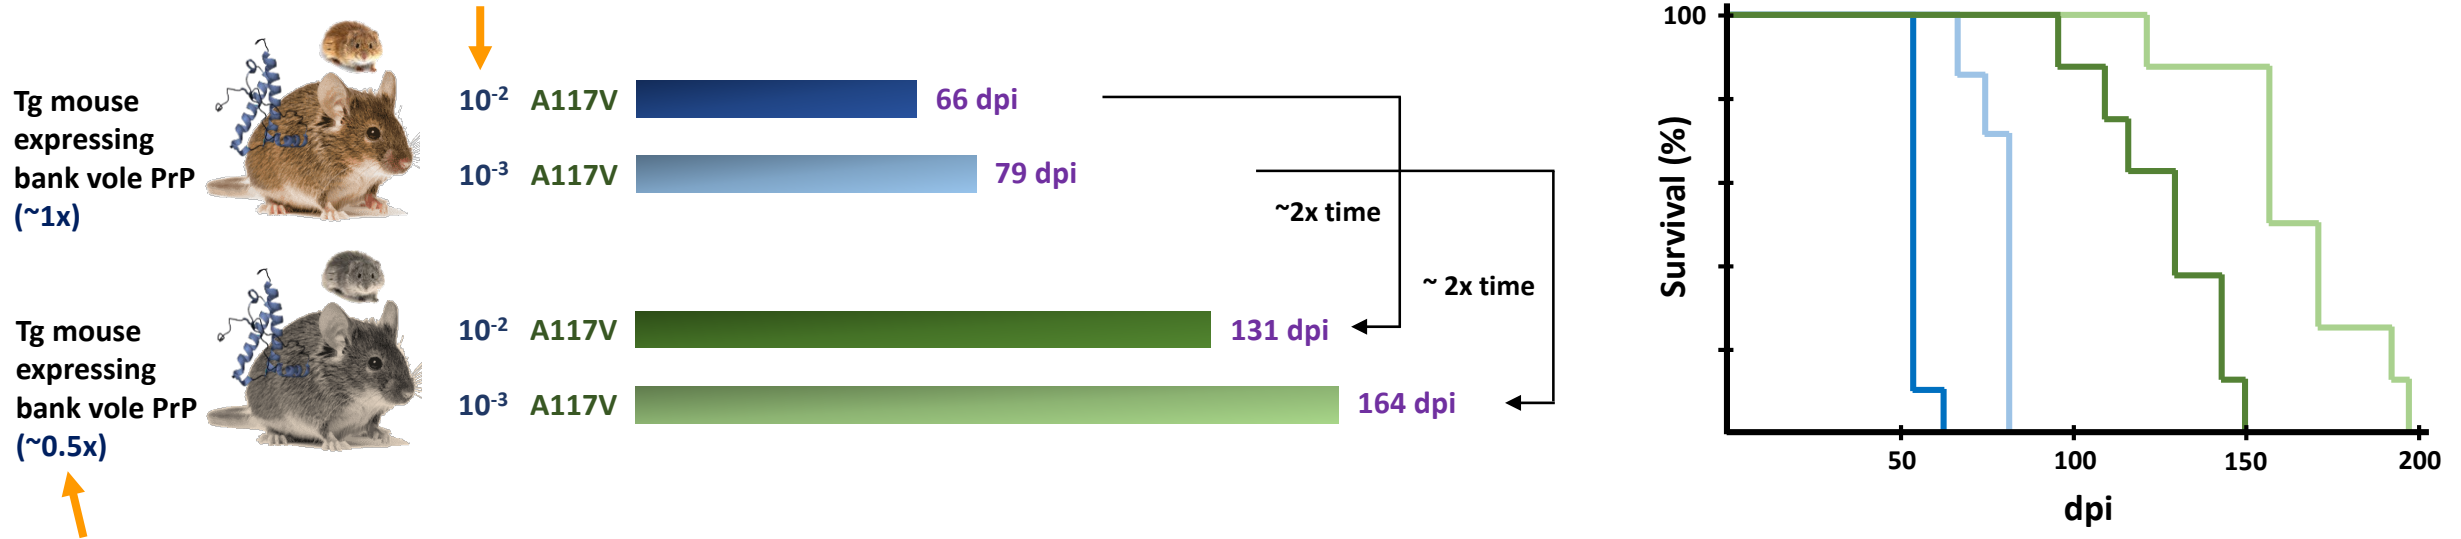 Tg mouse
expressing
bank vole PrP
(~1x)
10⁻² A117V 66 dpi
10⁻³ A117V 79 dpi
~2x time
~ 2x time
Tg mouse
expressing
bank vole PrP
(~0.5x)
10⁻² A117V 131 dpi
10⁻³ A117V 164 dpi
Survival (%)
100
50 100 150 200
dpi